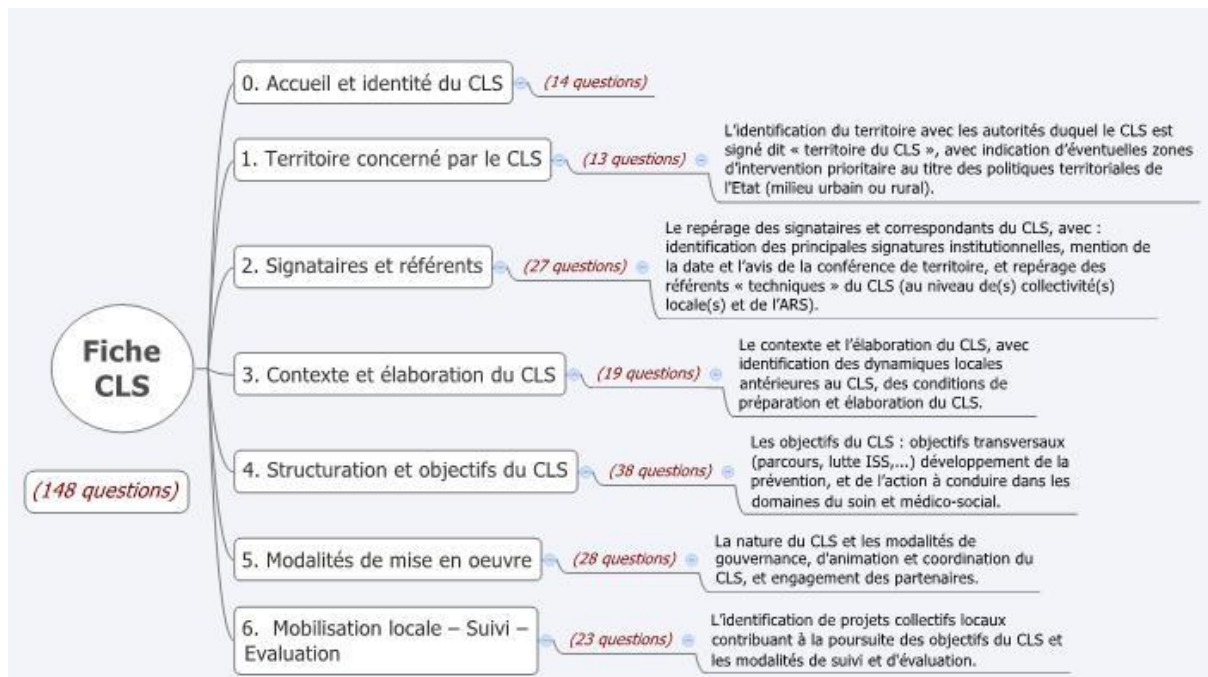 0. Accueil et identité du CLS
(14 questions)
1. Territoire concerné par le CLS
(13 questions)
L'identification du territoire avec les autorités duquel le CLS est
signé dit « territoire du CLS », avec indication d'éventuelles zones
d'intervention prioritaire au titre des politiques territoriales de
l'Etat (milieu urbain ou rural).
2. Signataires et référents
(27 questions)
Le repérage des signataires et correspondants du CLS, avec :
identification des principales signatures institutionnelles, mention de
la date et l'avis de la conférence de territoire, et repérage des
référents « techniques » du CLS (au niveau de(s) collectivité(s)
locale(s) et de l'ARS).
Fiche
CLS
(148 questions)
3. Contexte et élaboration du CLS
(19 questions)
Le contexte et l'élaboration du CLS, avec
identification des dynamiques locales
antérieures au CLS, des conditions de
préparation et élaboration du CLS.
4. Structuration et objectifs du CLS
(38 questions)
Les objectifs du CLS : objectifs transversaux
(parcours, lutte ISS,...) développement de la
prévention, et de l'action à conduire dans les
domaines du soin et médico-social.
5. Modalités de mise en oeuvre
(28 questions)
La nature du CLS et les modalités de
gouvernance, d'animation et coordination du
CLS, et engagement des partenaires.
6. Mobilisation locale – Suivi –
Evaluation
(23 questions)
L'identification de projets collectifs locaux
contribuant à la poursuite des objectifs du CLS et
les modalités de suivi et d'évaluation.